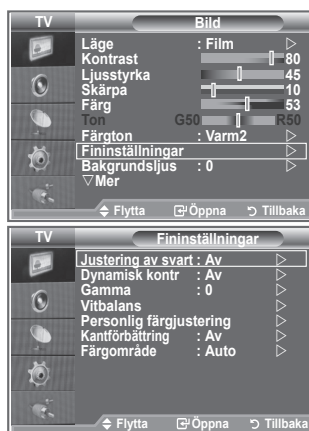 TV Bild
Läge : Film
Kontrast 80
Ljusstyrka 45
Skärpa 10
Färg 53
Ton G50 R50
Färgton : Varm2
Fininställningar
Bakgrundsljus : 0
▽Mer
Flytta Öppna Tillbaka
TV Fininställningar
Justering av svart : Av
Dynamisk kontr : Av
Gamma : 0
Vitbalans
Personlig färgjustering
Kantförbättring : Av
Färgområde : Auto
Flytta Öppna Tillbaka